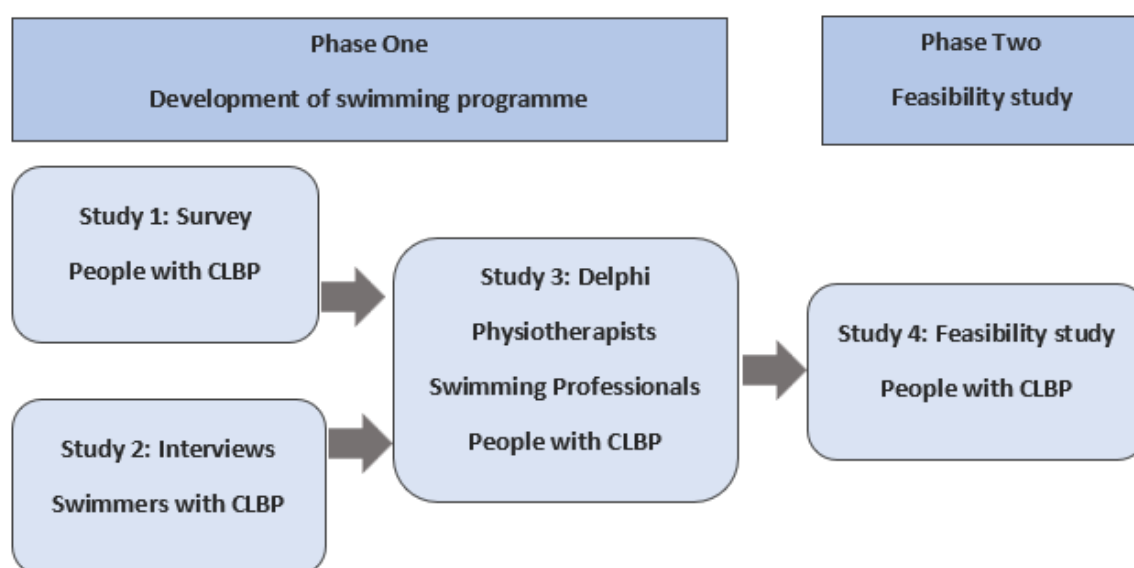 Phase One
Development of swimming programme
Phase Two
Feasibility study
Study 1: Survey
People with CLBP
Study 2: Interviews
Swimmers with CLBP
Study 3: Delphi
Physiotherapists
Swimming Professionals
People with CLBP
Study 4: Feasibility study
People with CLBP